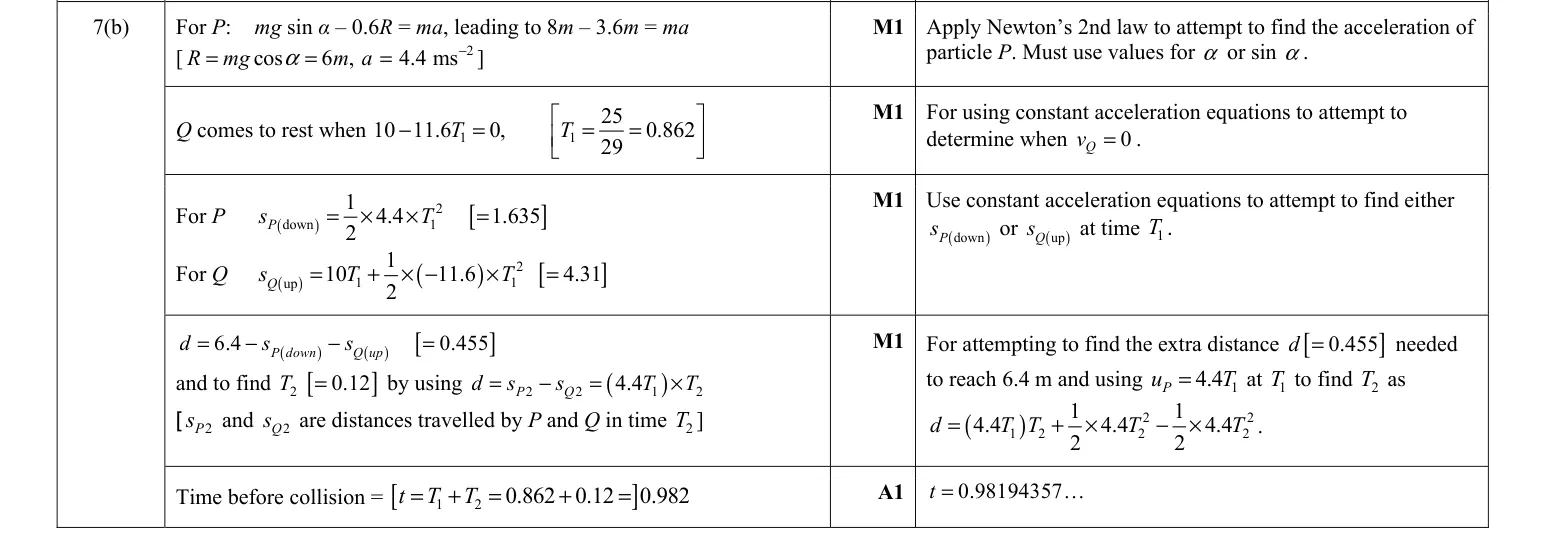 7(b)
For P: mg sin α – 0.6R = ma, leading to 8m – 3.6m = ma
[ R = mg cos α = 6m, a = 4.4 ms⁻² ]
M1
Apply Newton’s 2nd law to attempt to find the acceleration of
particle P. Must use values for α or sin α .
Q comes to rest when 10 − 11.6T₁ = 0, [T₁ = 25/29 = 0.862]
M1
For using constant acceleration equations to attempt to
determine when v_Q = 0 .
For P s_P(down) = 1/2 × 4.4 × T₁² [= 1.635]
For Q s_Q(up) = 10T₁ + 1/2 × (−11.6) × T₁² [= 4.31]
M1
Use constant acceleration equations to attempt to find either
s_P(down) or s_Q(up) at time T₁ .
d = 6.4 − s_P(down) − s_Q(up) [= 0.455]
and to find T₂ [= 0.12] by using d = s_P2 − s_Q2 = (4.4T₁) × T₂
[ s_P2 and s_Q2 are distances travelled by P and Q in time T₂ ]
M1
For attempting to find the extra distance d [= 0.455] needed
to reach 6.4 m and using u_P = 4.4T₁ at T₁ to find T₂ as
d = (4.4T₁)T₂ + 1/2 × 4.4T₂² − 1/2 × 4.4T₂² .
Time before collision = [t = T₁ + T₂ = 0.862 + 0.12 =] 0.982
A1
t = 0.98194357…